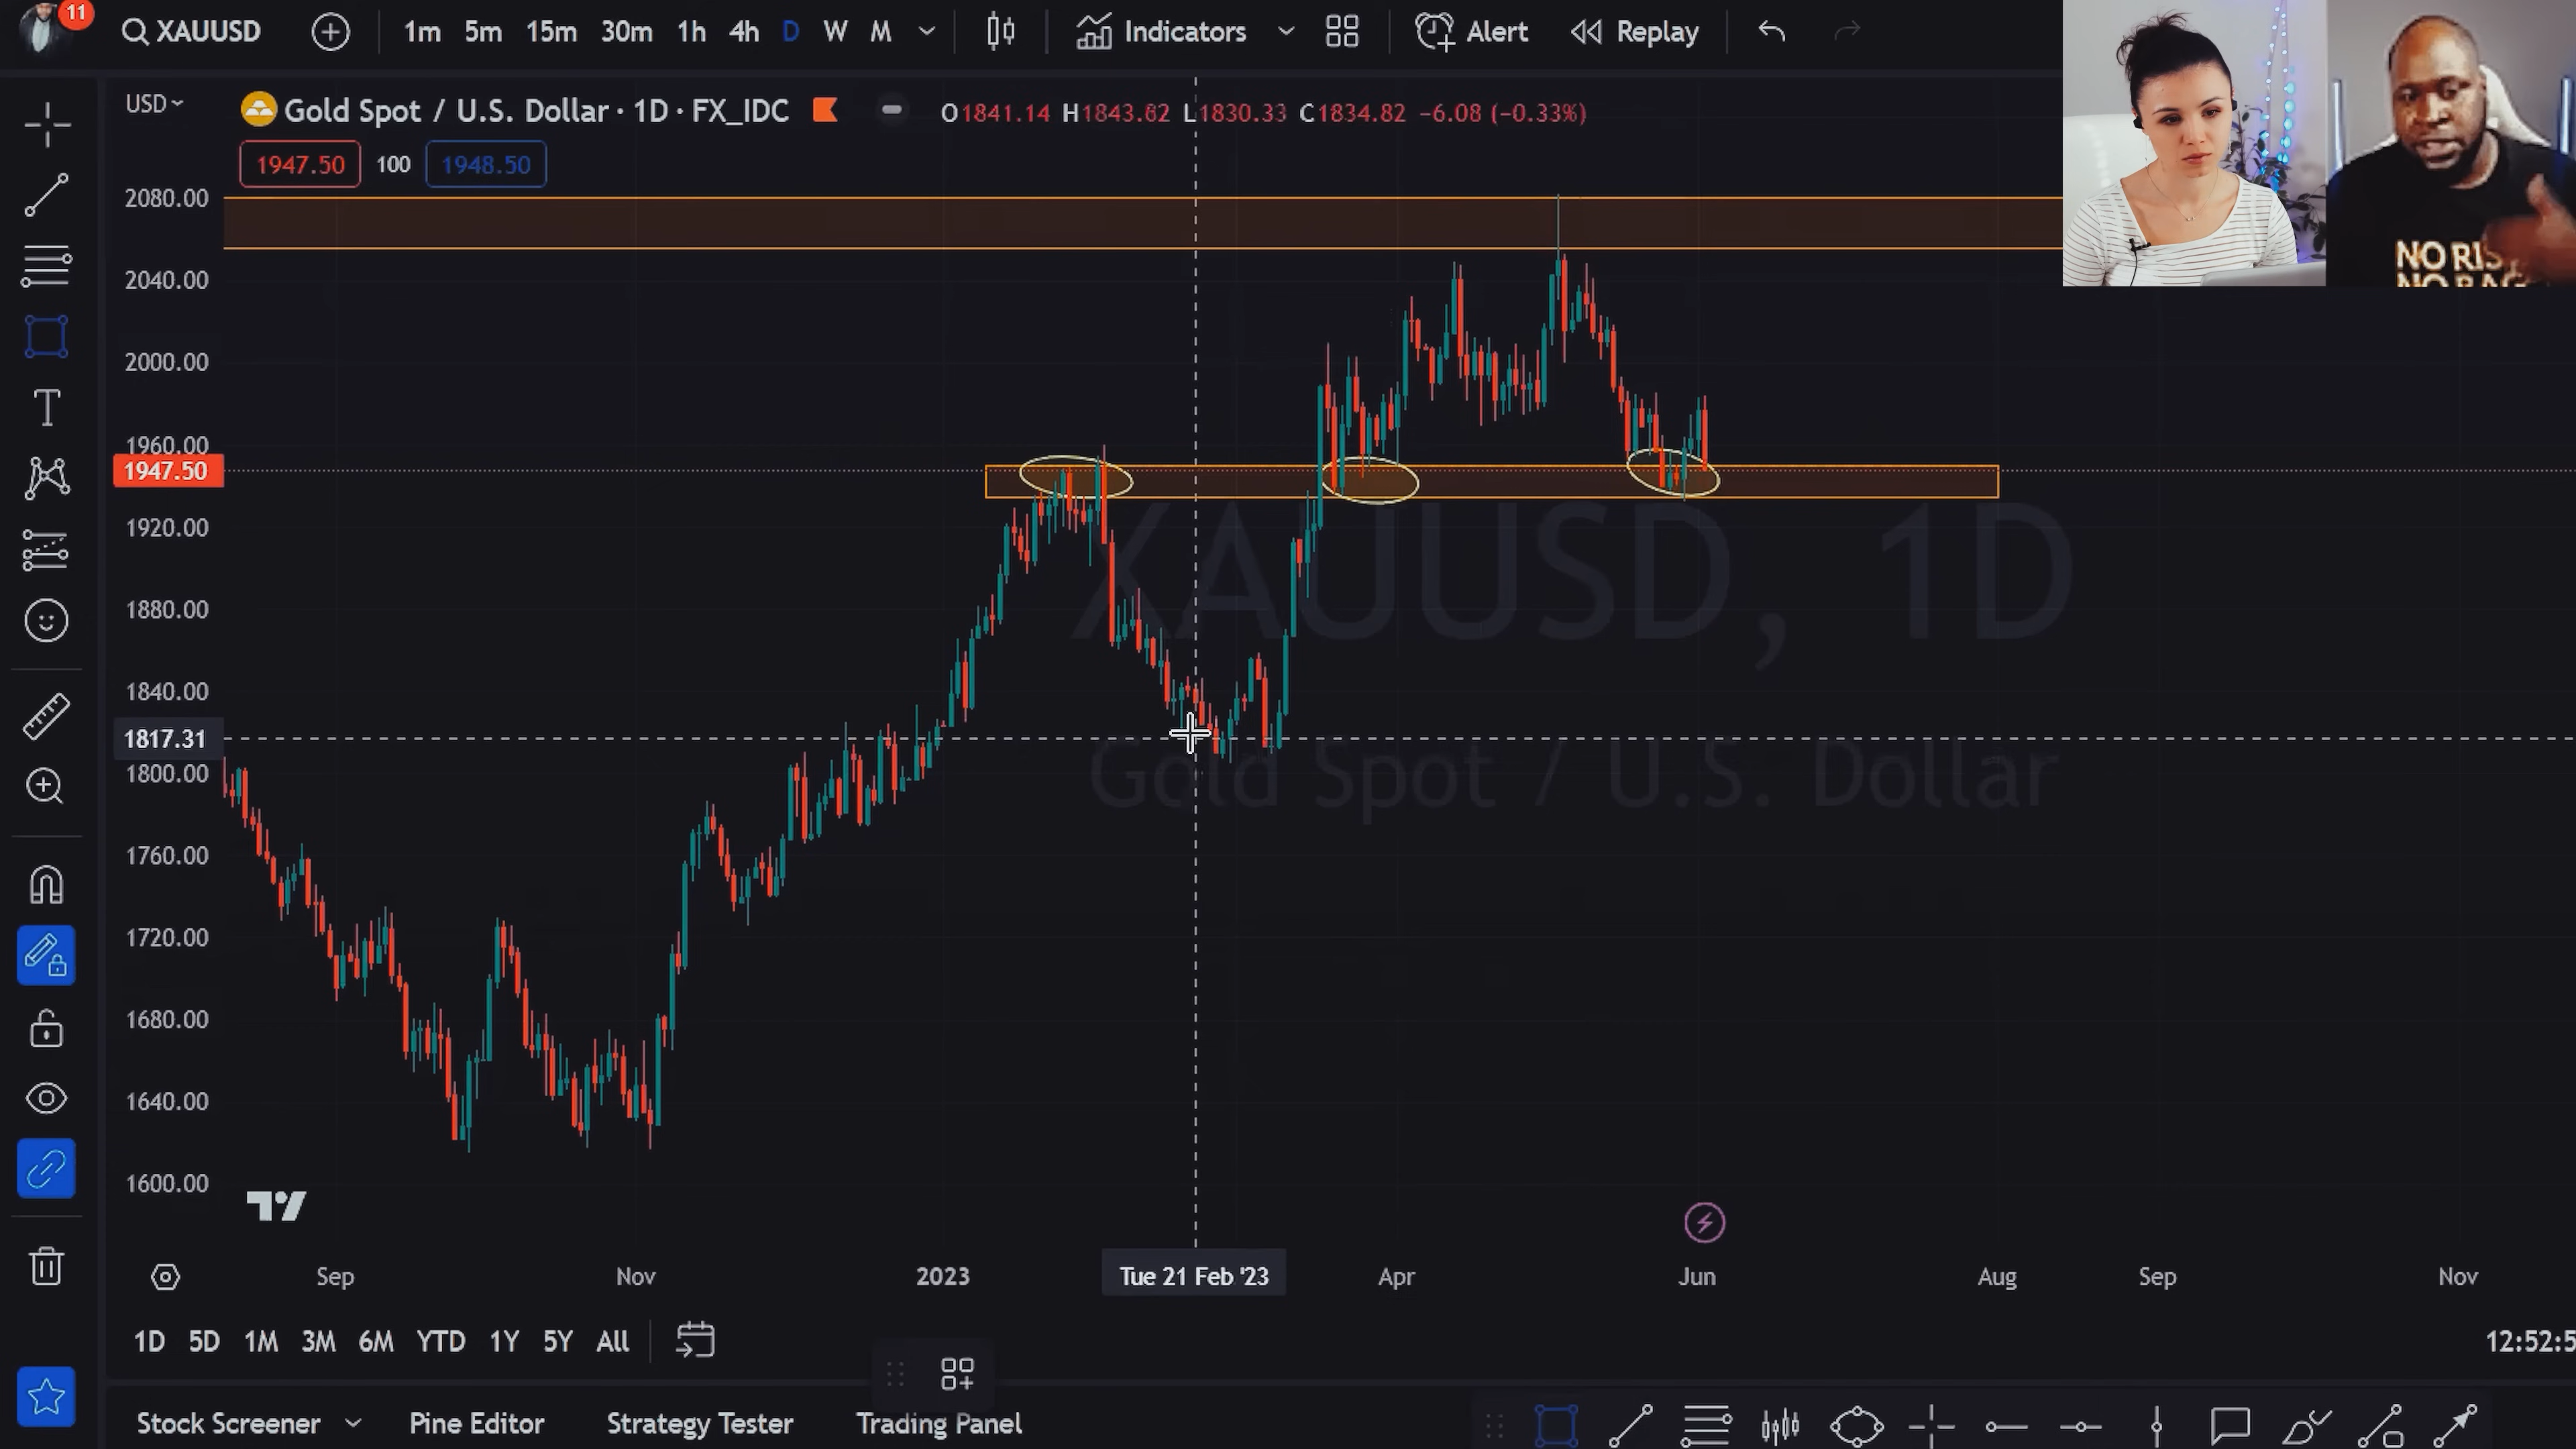 11
XAUUSD
1m 5m 15m 30m 1h 4h D W M
Indicators
Alert
Replay
USD
Gold Spot / U.S. Dollar · 1D · FX_IDC
O1841.14 H1843.62 L1830.33 C1834.82 −6.08 (−0.33%)
1947.50 100 1948.50
NO RIS
2080.00
2040.00
2000.00
1960.00
1947.50
1920.00
1880.00
1840.00
1817.31
1800.00
1760.00
1720.00
1680.00
1640.00
1600.00
XAUUSD, 1D
Gold Spot / U.S. Dollar
Sep Nov 2023 Tue 21 Feb '23 Apr Jun Aug Sep Nov
1D 5D 1M 3M 6M YTD 1Y 5Y All
12:52:5
Stock Screener Pine Editor Strategy Tester Trading Panel